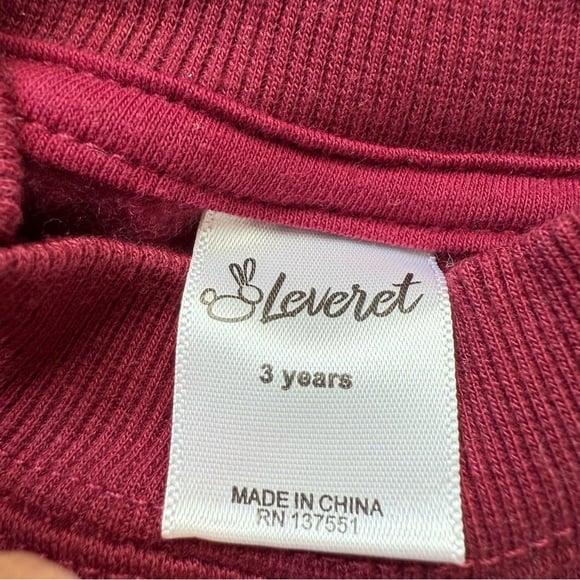 Leveret
3 years
MADE IN CHINA
RN 137551